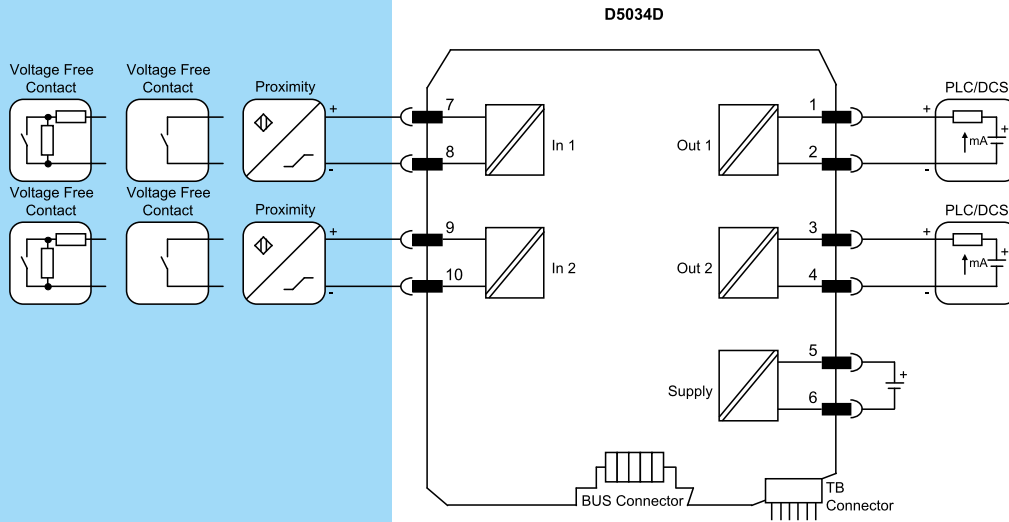 D5034D
Voltage Free
Contact
Voltage Free
Contact
Proximity
PLC/DCS
+
-
7
8
In 1
Out 1
1
2
+
-
mA
+
Voltage Free
Contact
Voltage Free
Contact
Proximity
PLC/DCS
+
-
9
10
In 2
Out 2
3
4
+
-
mA
+
Supply
5
6
+
BUS Connector
TB
Connector